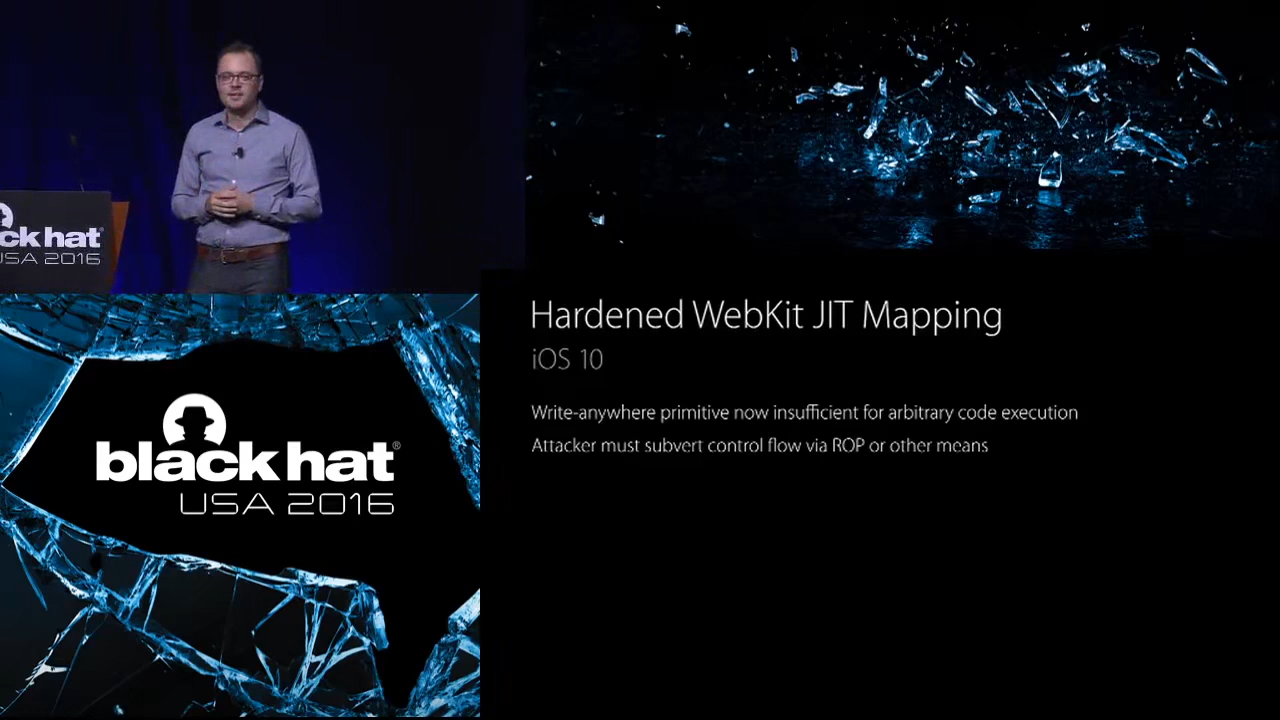 ck hat
USA 2016
black hat®
USA 2016
Hardened WebKit JIT Mapping
iOS 10
Write-anywhere primitive now insufficient for arbitrary code execution
Attacker must subvert control flow via ROP or other means